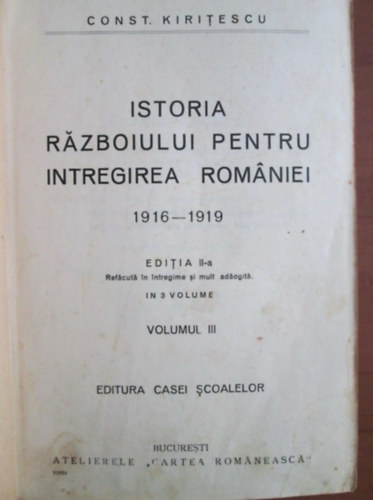 CONST. KIRIȚESCU
ISTORIA
RĂZBOIULUI PENTRU
INTREGIREA ROMÂNIEI
1916—1919
EDIȚIA II-a
Refăcută în întregime și mult adăogită.
IN 3 VOLUME
VOLUMUL III
EDITURA CASEI ȘCOALELOR
BUCUREȘTI
ATELIERELE „CARTEA ROMÂNEASCĂ"